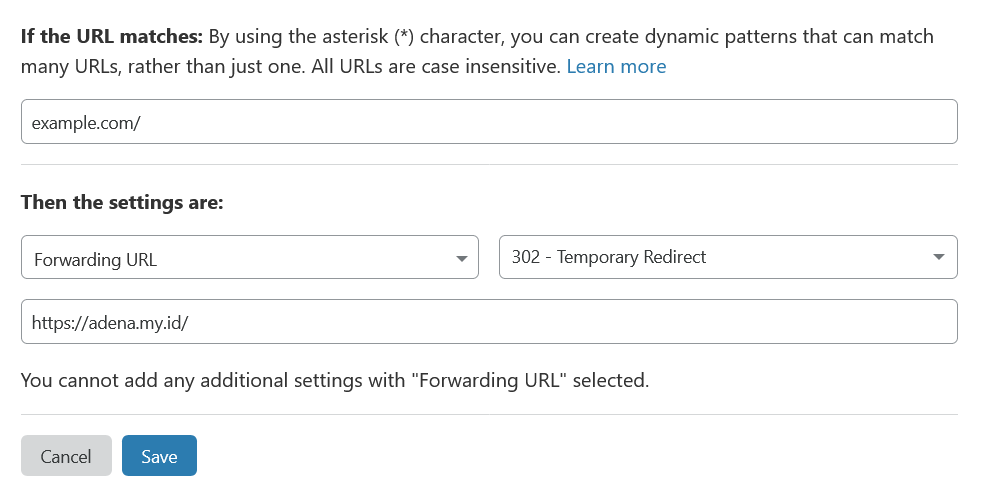 If the URL matches: By using the asterisk (*) character, you can create dynamic patterns that can match
many URLs, rather than just one. All URLs are case insensitive. Learn more
example.com/
Then the settings are:
Forwarding URL
302 - Temporary Redirect
https://adena.my.id/
You cannot add any additional settings with "Forwarding URL" selected.
Cancel
Save